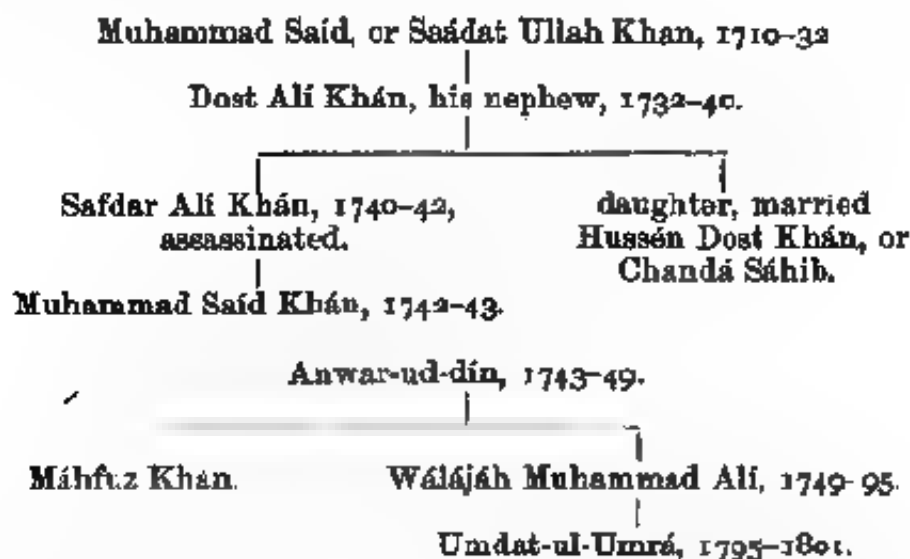 Muhammad Saíd, or Saádat Ullah Khan, 1710–32
Dost Alí Khán, his nephew, 1732–40.
Safdar Alí Khán, 1740–42,
assassinated.
daughter, married
Hussén Dost Khán, or
Chandá Sáhib.
Muhammad Saíd Khán, 1742–43.
Anwar-ud-dín, 1743–49.
Máhfuz Khan.
Wálájáh Muhammad Alí, 1749–95.
Umdat-ul-Umrá, 1795–1801.